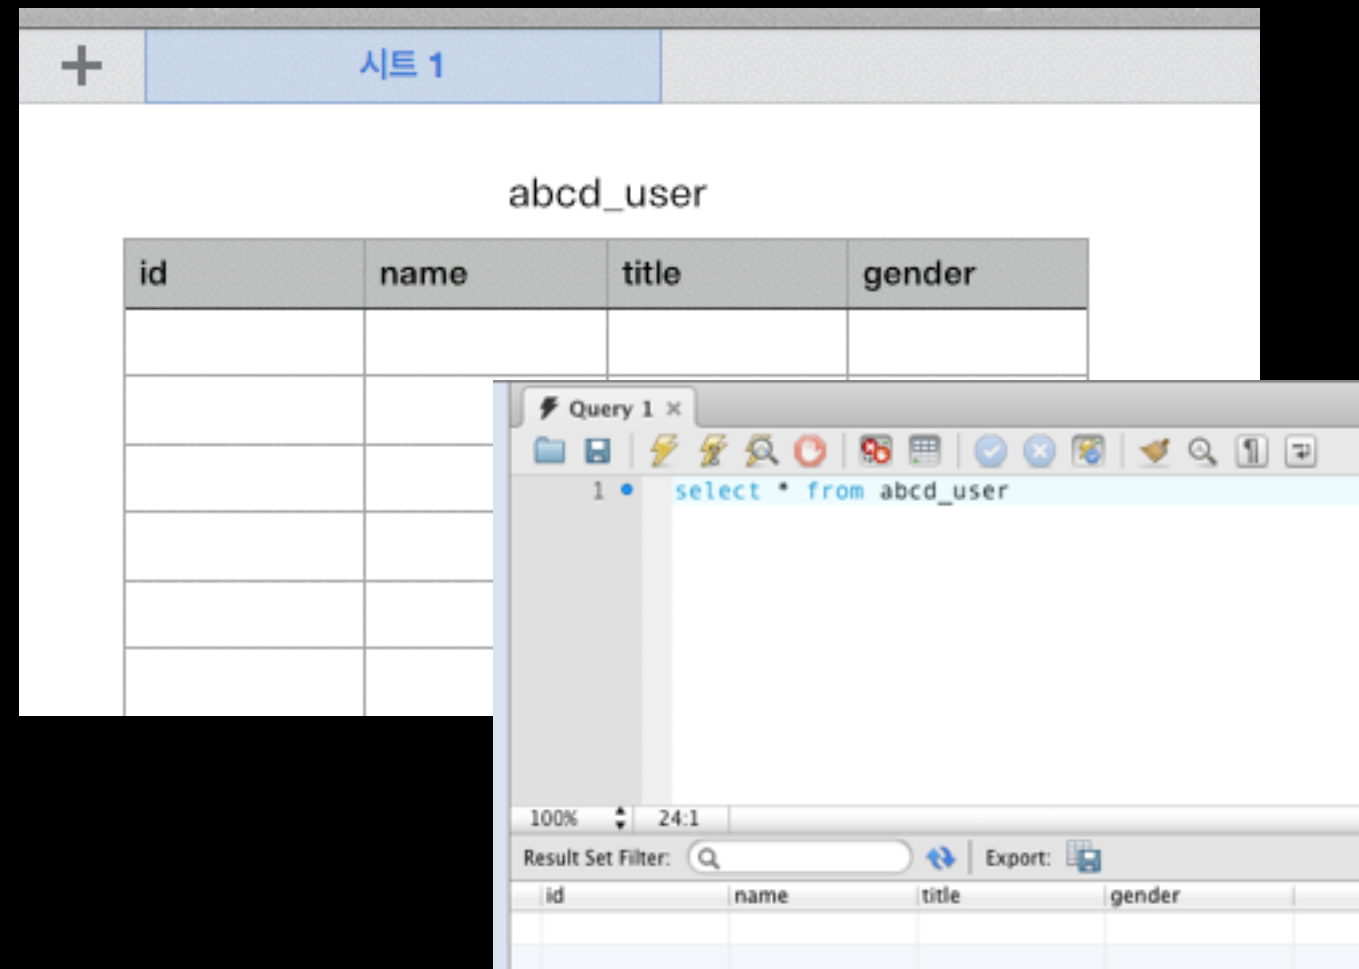 시트 1
abcd_user
id name title gender
Query 1
1 select * from abcd_user
100% 24:1
Result Set Filter: Export:
id name title gender